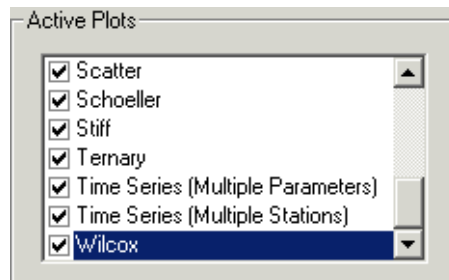 Active Plots
Scatter
Schoeller
Stiff
Ternary
Time Series (Multiple Parameters)
Time Series (Multiple Stations)
Wilcox